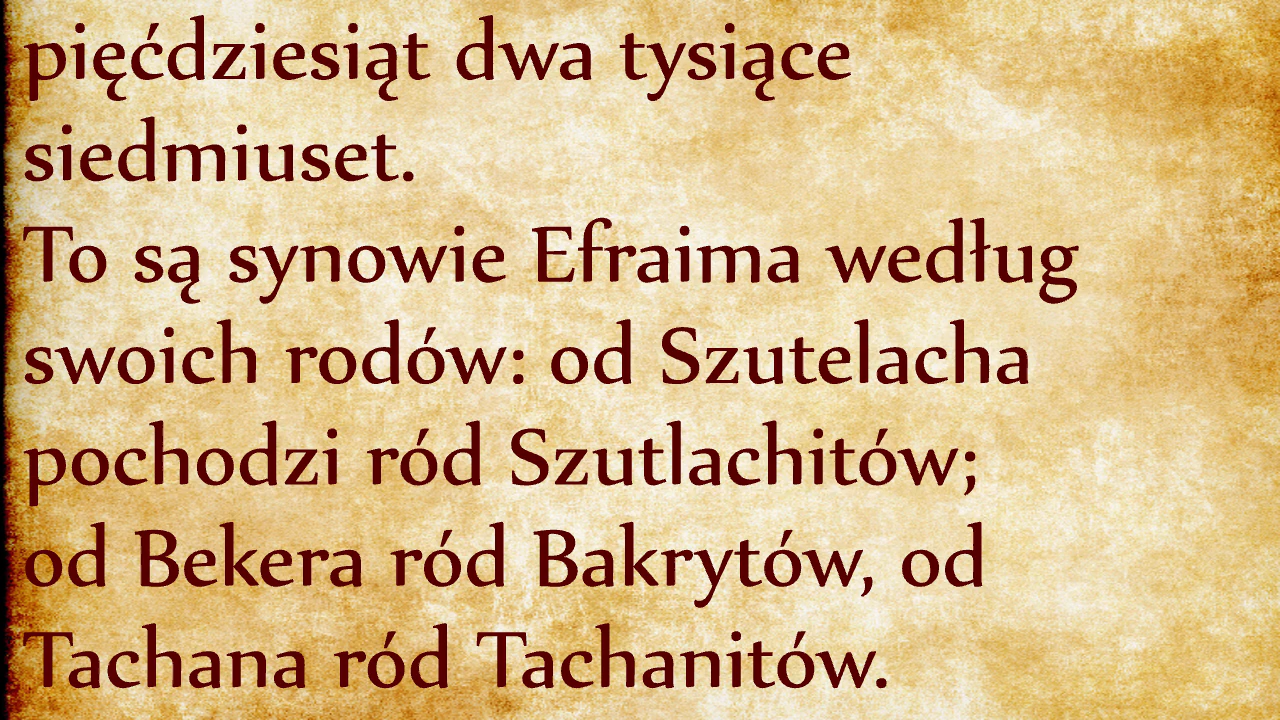 pięćdziesiąt dwa tysiące
siedmiuset.
To są synowie Efraima według
swoich rodów: od Szutelacha
pochodzi ród Szutlachitów;
od Bekera ród Bakrytów, od
Tachana ród Tachanitów.